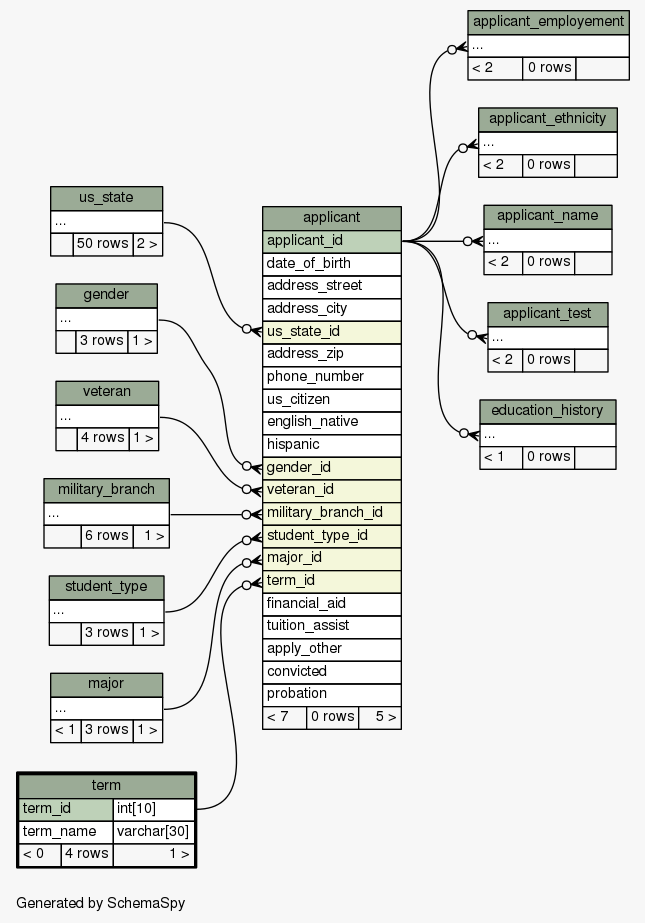 applicant_employement
...
< 2 0 rows
applicant_ethnicity
...
< 2 0 rows
applicant_name
...
< 2 0 rows
applicant_test
...
< 2 0 rows
education_history
...
< 1 0 rows
us_state
...
50 rows 2 >
gender
...
3 rows 1 >
veteran
...
4 rows 1 >
military_branch
...
6 rows 1 >
student_type
...
3 rows 1 >
major
...
< 1 3 rows 1 >
applicant
applicant_id
date_of_birth
address_street
address_city
us_state_id
address_zip
phone_number
us_citizen
english_native
hispanic
gender_id
veteran_id
military_branch_id
student_type_id
major_id
term_id
financial_aid
tuition_assist
apply_other
convicted
probation
< 7 0 rows 5 >
term
term_id int[10]
term_name varchar[30]
< 0 4 rows 1 >
Generated by SchemaSpy